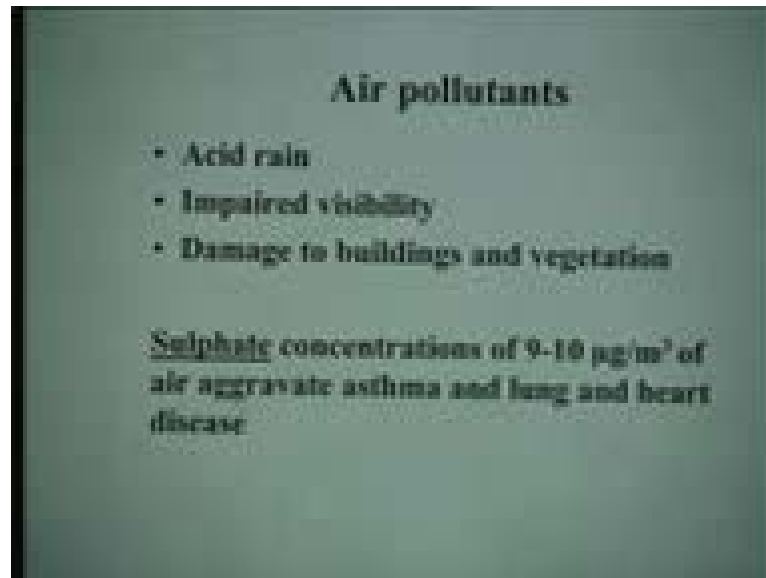 Air pollutants
• Acid rain
• Impaired visibility
• Damage to buildings and vegetation
Sulphate concentrations of 9-10 µg/m³ of
air aggravate asthma and lung and heart
disease